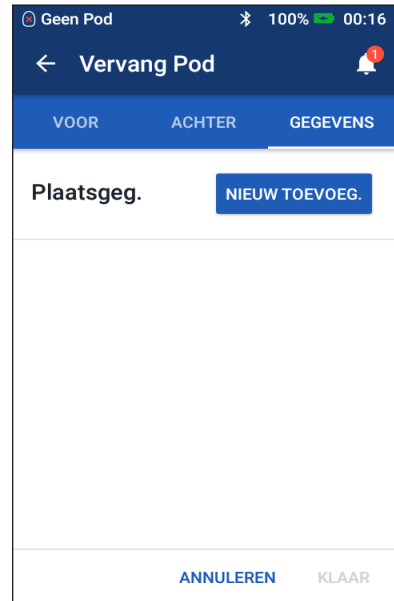 Geen Pod 100% 00:16
Vervang Pod 1
VOOR ACHTER GEGEVENS
Plaatsgeg. NIEUW TOEVOEG.
ANNULEREN KLAAR